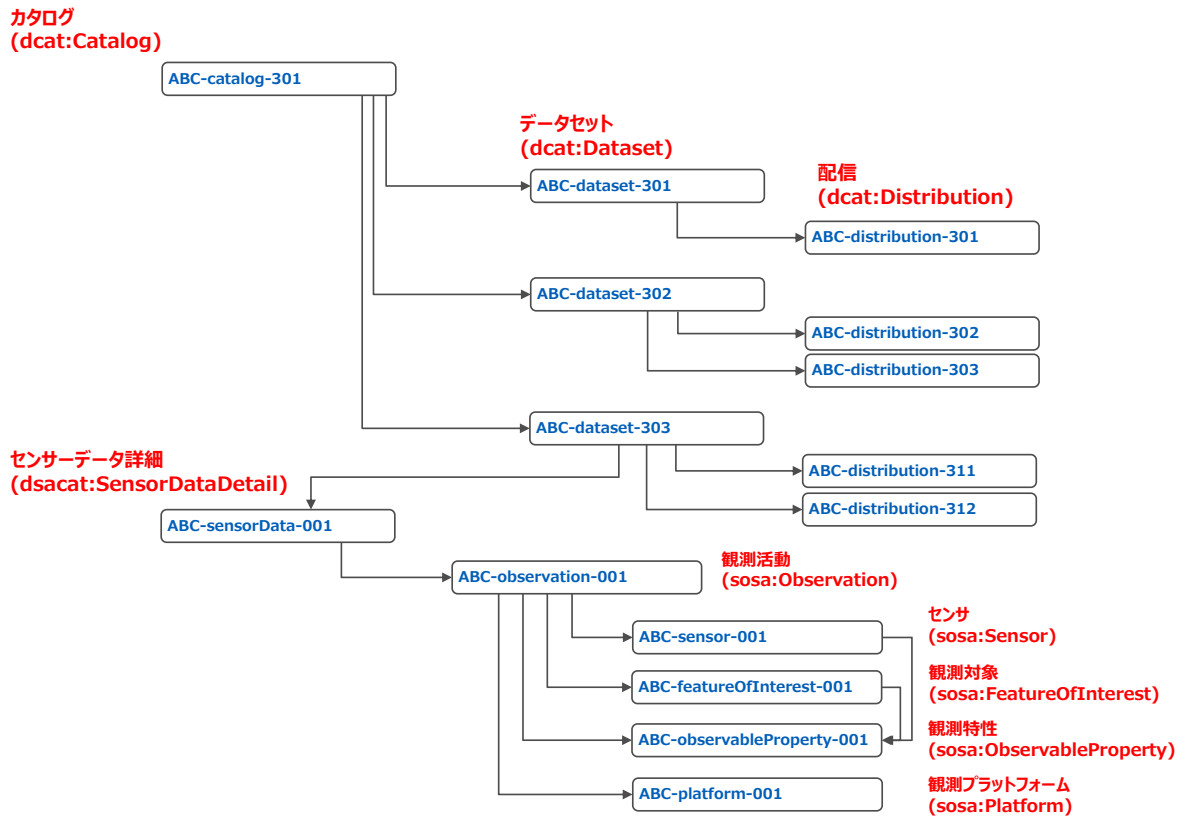 カタログ
(dcat:Catalog)
ABC-catalog-301
データセット
(dcat:Dataset)
ABC-dataset-301
配信
(dcat:Distribution)
ABC-distribution-301
ABC-dataset-302
ABC-distribution-302
ABC-distribution-303
ABC-dataset-303
センサーデータ詳細
(dsacat:SensorDataDetail)
ABC-distribution-311
ABC-distribution-312
ABC-sensorData-001
観測活動
(sosa:Observation)
ABC-observation-001
センサ
(sosa:Sensor)
ABC-sensor-001
観測対象
(sosa:FeatureOfInterest)
ABC-featureOfInterest-001
観測特性
(sosa:ObservableProperty)
ABC-observableProperty-001
観測プラットフォーム
(sosa:Platform)
ABC-platform-001